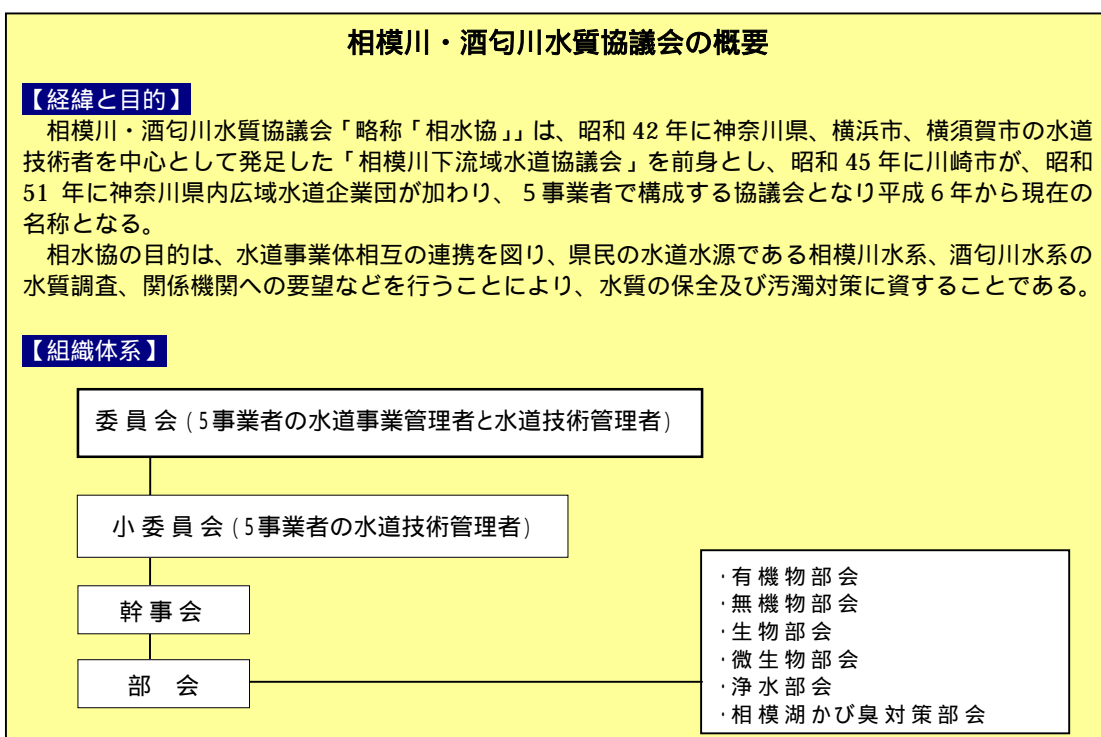 相模川・酒匂川水質協議会の概要
【経緯と目的】
相模川・酒匂川水質協議会「略称「相水協」」は、昭和 42 年に神奈川県、横浜市、横須賀市の水道
技術者を中心として発足した「相模川下流域水道協議会」を前身とし、昭和 45 年に川崎市が、昭和
51 年に神奈川県内広域水道企業団が加わり、５事業者で構成する協議会となり平成６年から現在の
名称となる。
相水協の目的は、水道事業体相互の連携を図り、県民の水道水源である相模川水系、酒匂川水系の
水質調査、関係機関への要望などを行うことにより、水質の保全及び汚濁対策に資することである。
【組織体系】
委 員 会 (5事業者の水道事業管理者と水道技術管理者)
小 委 員 会 (5事業者の水道技術管理者)
幹 事 会
部　会
・有 機 物 部 会
・無 機 物 部 会
・生 物 部 会
・微 生 物 部 会
・浄 水 部 会
・相 模 湖 か び 臭 対 策 部 会